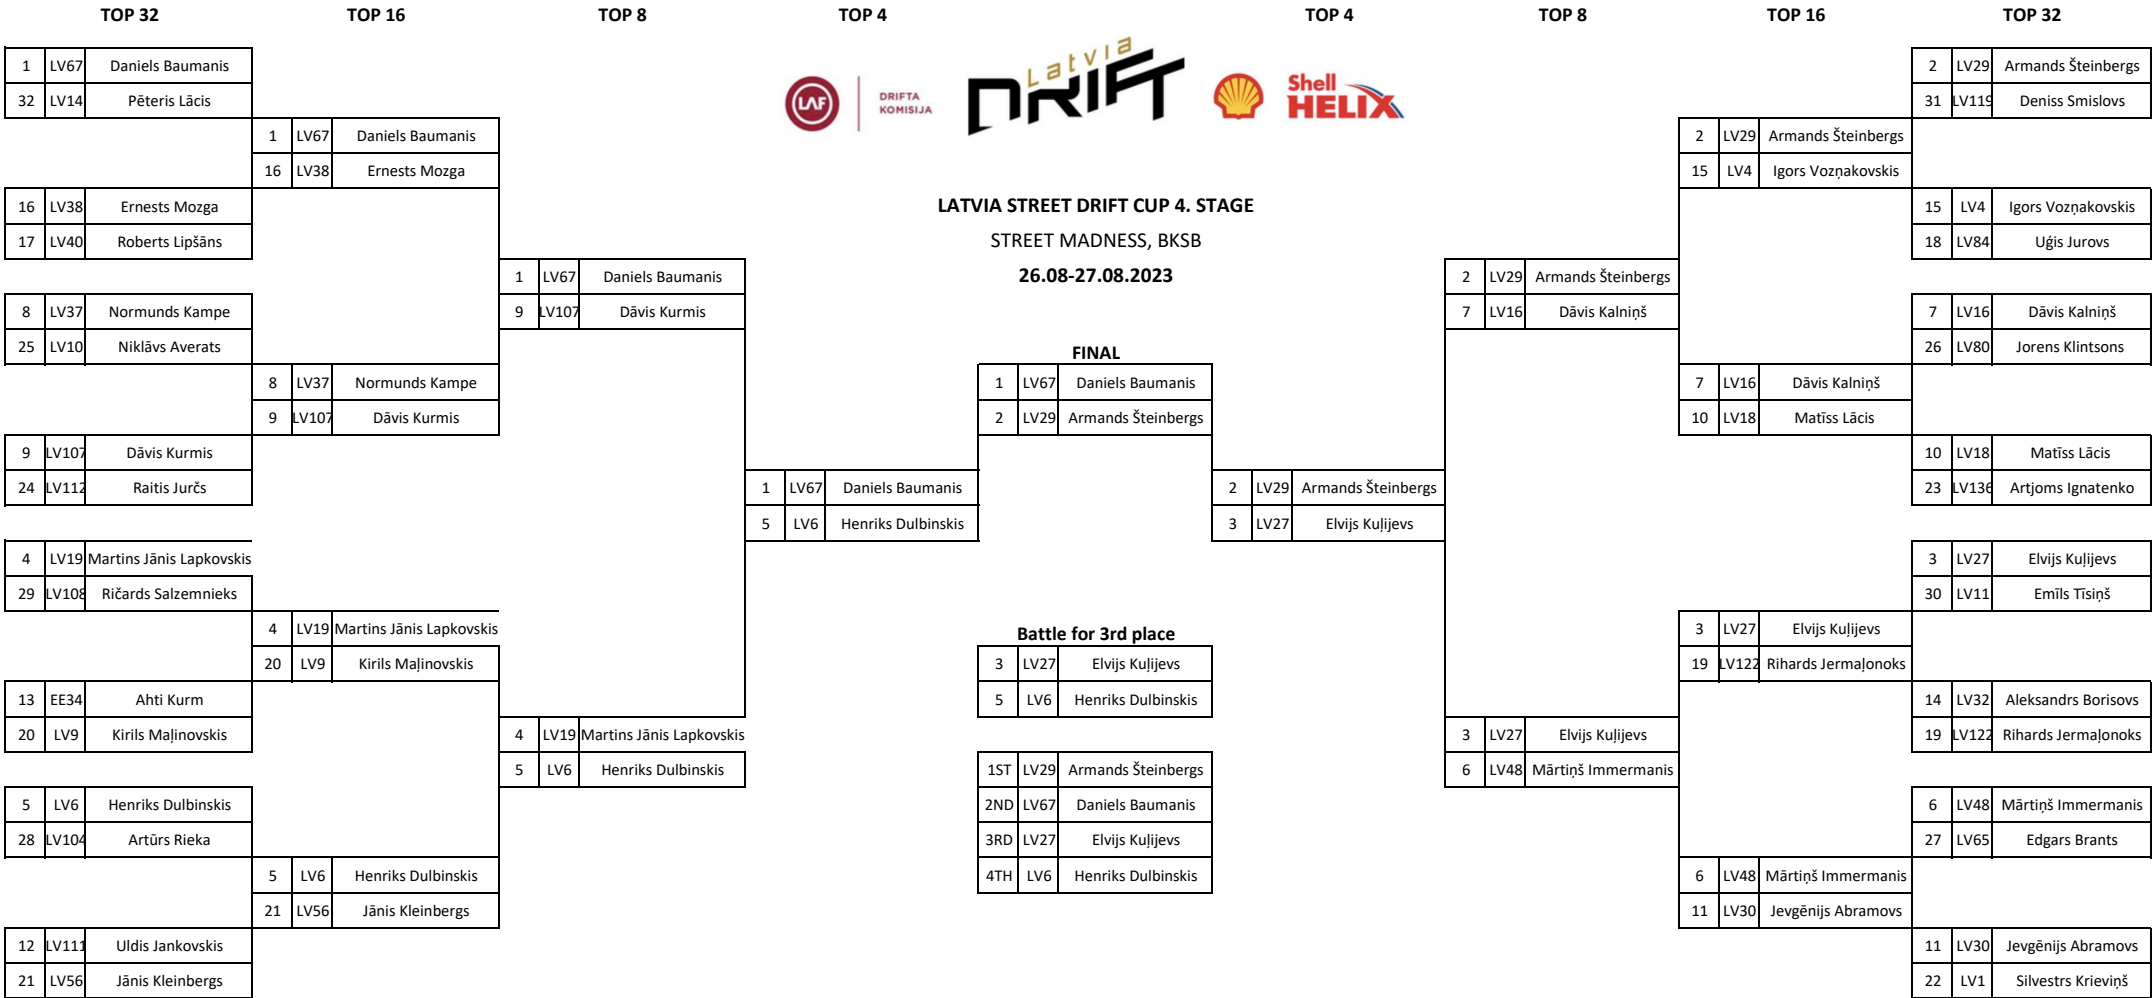 TOP 32 TOP 16 TOP 8 TOP 4 TOP 4 TOP 8 TOP 16 TOP 32
LAF DRIFTA KOMISIJA
Latvia DRIFT
Shell HELIX
LATVIA STREET DRIFT CUP 4. STAGE
STREET MADNESS, BKSB
26.08-27.08.2023
1 LV67 Daniels Baumanis
32 LV14 Pēteris Lācis
16 LV38 Ernests Mozga
17 LV40 Roberts Lipšāns
8 LV37 Normunds Kampe
25 LV10 Niklāvs Averats
9 LV107 Dāvis Kurmis
24 LV112 Raitis Jurčs
4 LV19 Martins Jānis Lapkovskis
29 LV108 Ričards Salzemnieks
13 EE34 Ahti Kurm
20 LV9 Kirils Maļinovskis
5 LV6 Henriks Dulbinskis
28 LV104 Artūrs Rieka
12 LV111 Uldis Jankovskis
21 LV56 Jānis Kleinbergs
1 LV67 Daniels Baumanis
16 LV38 Ernests Mozga
8 LV37 Normunds Kampe
9 LV107 Dāvis Kurmis
4 LV19 Martins Jānis Lapkovskis
20 LV9 Kirils Maļinovskis
5 LV6 Henriks Dulbinskis
21 LV56 Jānis Kleinbergs
1 LV67 Daniels Baumanis
9 LV107 Dāvis Kurmis
4 LV19 Martins Jānis Lapkovskis
5 LV6 Henriks Dulbinskis
1 LV67 Daniels Baumanis
5 LV6 Henriks Dulbinskis
FINAL
1 LV67 Daniels Baumanis
2 LV29 Armands Šteinbergs
Battle for 3rd place
3 LV27 Elvijs Kuļijevs
5 LV6 Henriks Dulbinskis
1ST LV29 Armands Šteinbergs
2ND LV67 Daniels Baumanis
3RD LV27 Elvijs Kuļijevs
4TH LV6 Henriks Dulbinskis
2 LV29 Armands Šteinbergs
3 LV27 Elvijs Kuļijevs
2 LV29 Armands Šteinbergs
7 LV16 Dāvis Kalniņš
3 LV27 Elvijs Kuļijevs
6 LV48 Mārtiņš Immermanis
2 LV29 Armands Šteinbergs
15 LV4 Igors Vozņakovskis
7 LV16 Dāvis Kalniņš
10 LV18 Matīss Lācis
3 LV27 Elvijs Kuļijevs
19 LV122 Rihards Jermaļonoks
6 LV48 Mārtiņš Immermanis
11 LV30 Jevgēnijs Abramovs
2 LV29 Armands Šteinbergs
31 LV119 Deniss Smislovs
15 LV4 Igors Vozņakovskis
18 LV84 Uģis Jurovs
7 LV16 Dāvis Kalniņš
26 LV80 Jorens Klintsons
10 LV18 Matīss Lācis
23 LV136 Artjoms Ignatenko
3 LV27 Elvijs Kuļijevs
30 LV11 Emīls Tīsiņš
14 LV32 Aleksandrs Borisovs
19 LV122 Rihards Jermaļonoks
6 LV48 Mārtiņš Immermanis
27 LV65 Edgars Brants
11 LV30 Jevgēnijs Abramovs
22 LV1 Silvestrs Krieviņš